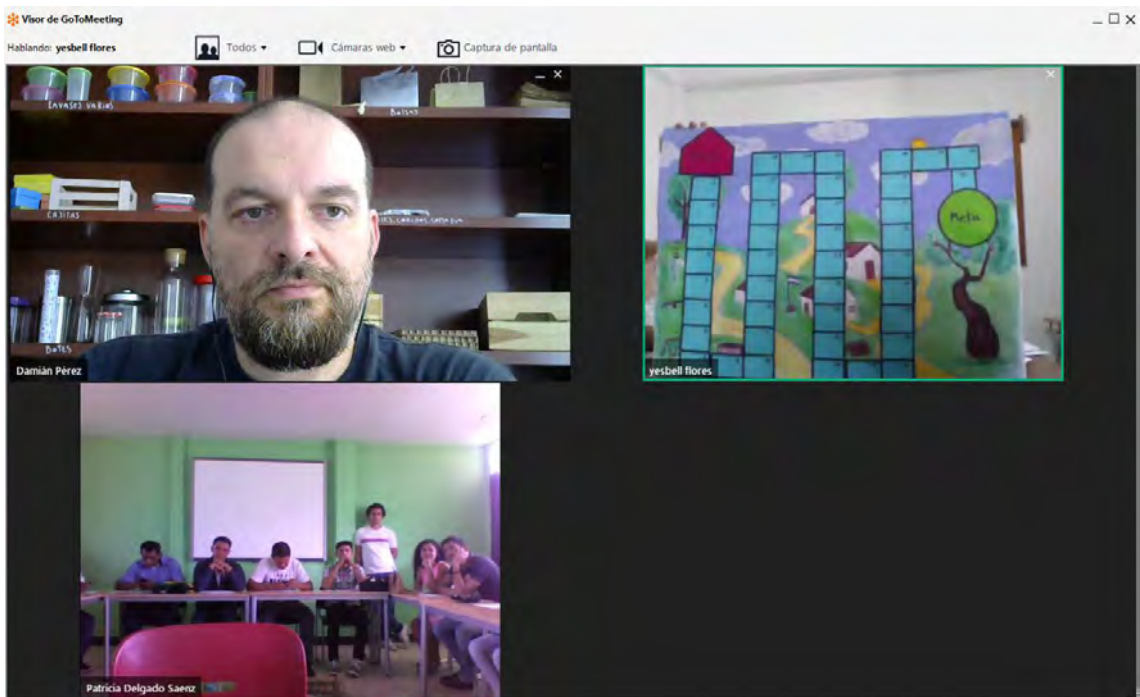 Visor de GoToMeeting
Hablando: yesbell flores
Todos
Cámaras web
Captura de pantalla
ENVASES VARIOS
BOLSAS
CAJITAS
BOTES
Damián Pérez
Meta
yesbell flores
Patricia Delgado Saenz